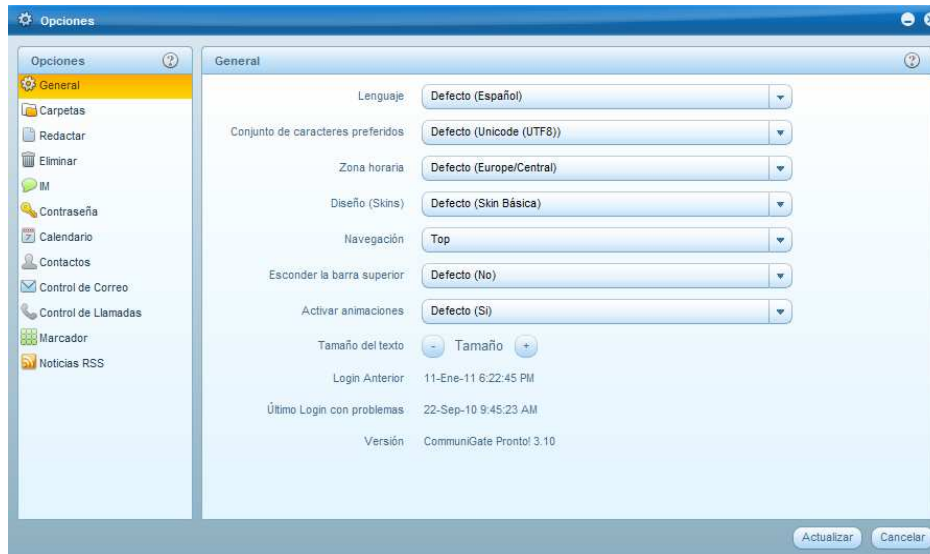 Opciones
Opciones
General
Carpetas
Redactar
Eliminar
IM
Contraseña
Calendario
Contactos
Control de Correo
Control de Llamadas
Marcador
Noticias RSS
General
Lenguaje Defecto (Español)
Conjunto de caracteres preferidos Defecto (Unicode (UTF8))
Zona horaria Defecto (Europe/Central)
Diseño (Skins) Defecto (Skin Básica)
Navegación Top
Esconder la barra superior Defecto (No)
Activar animaciones Defecto (Si)
Tamaño del texto - Tamaño +
Login Anterior 11-Ene-11 6:22:45 PM
Último Login con problemas 22-Sep-10 9:45:23 AM
Versión CommuniGate Pronto! 3.10
Actualizar Cancelar